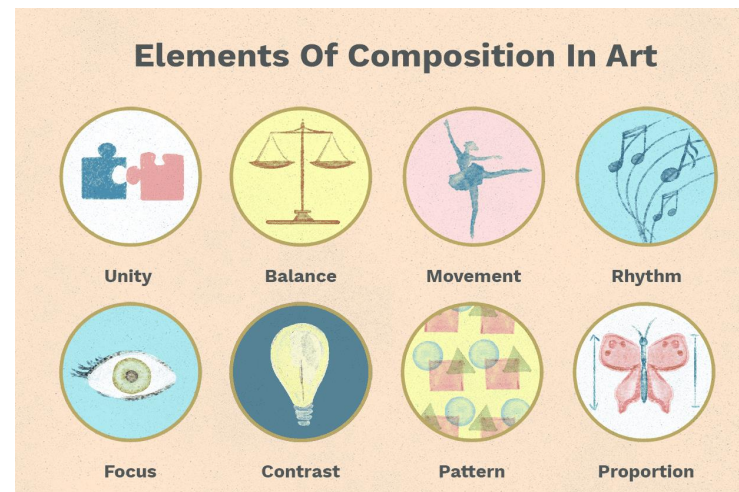 Elements Of Composition In Art
Unity Balance Movement Rhythm
Focus Contrast Pattern Proportion